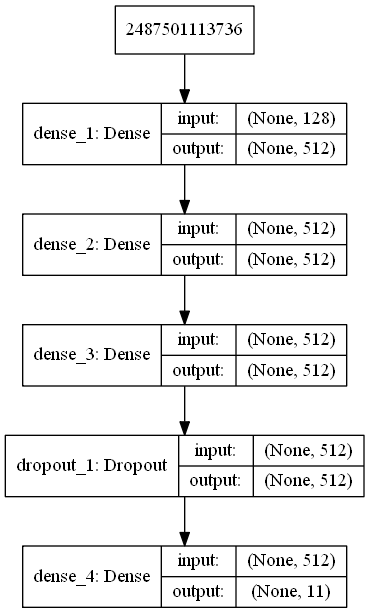 2487501113736
dense_1: Dense
input:
(None, 128)
output:
(None, 512)
dense_2: Dense
input:
(None, 512)
output:
(None, 512)
dense_3: Dense
input:
(None, 512)
output:
(None, 512)
dropout_1: Dropout
input:
(None, 512)
output:
(None, 512)
dense_4: Dense
input:
(None, 512)
output:
(None, 11)